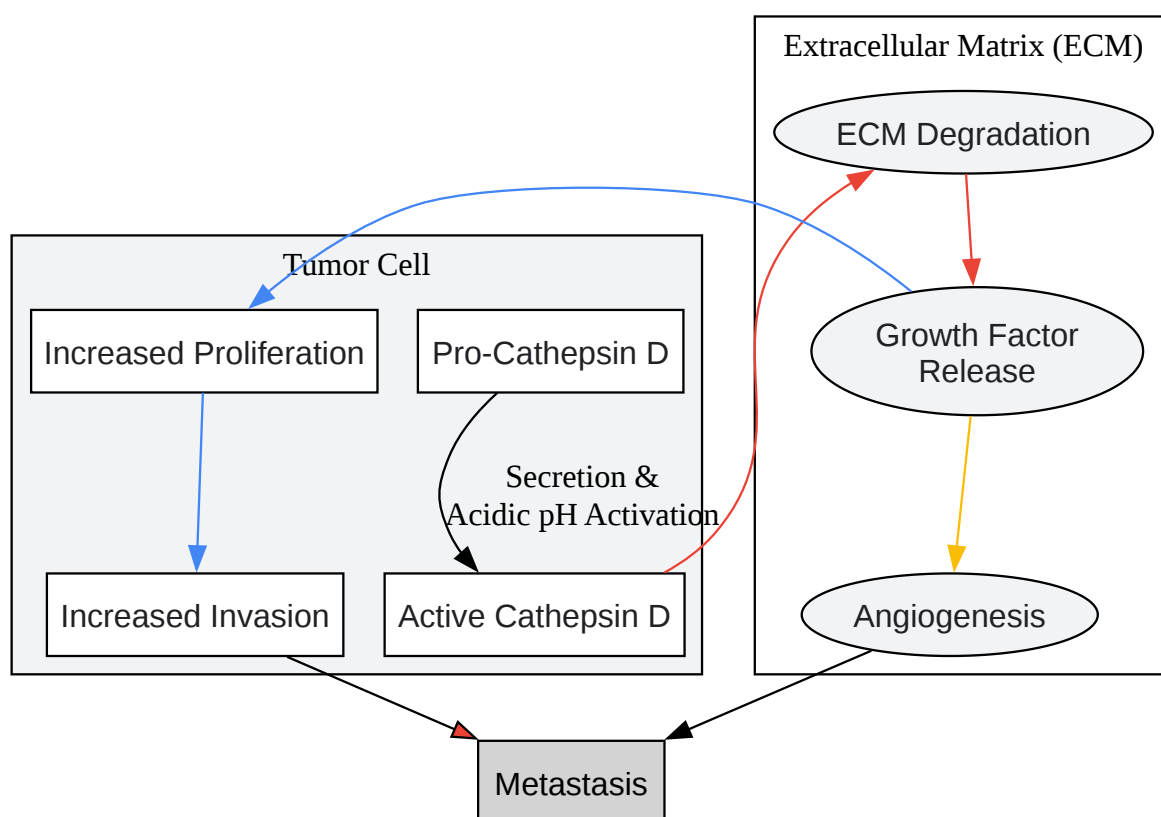 Extracellular Matrix (ECM)
ECM Degradation
Tumor Cell
Increased Proliferation
Pro-Cathepsin D
Growth Factor
Release
Secretion &
Acidic pH Activation
Increased Invasion
Active Cathepsin D
Angiogenesis
Metastasis